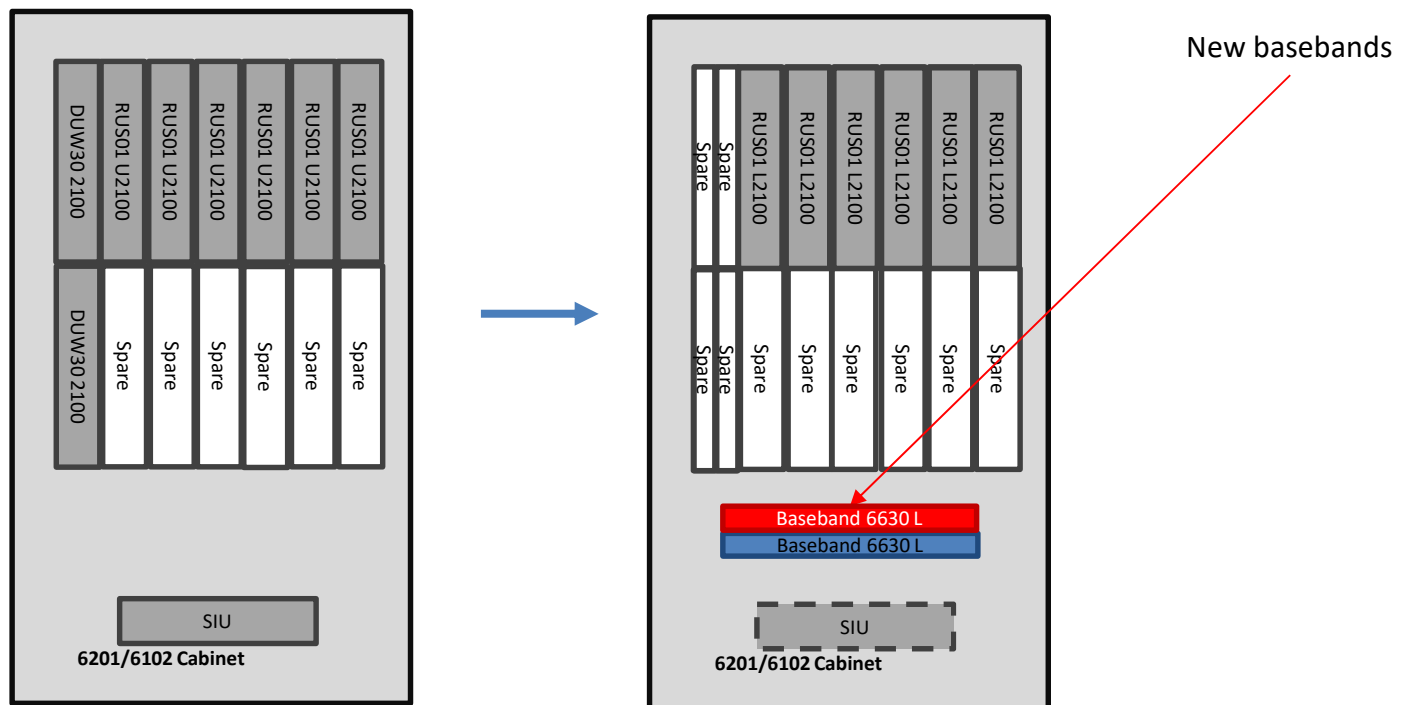 New basebands
DUW30 2100
RUS01 U2100
RUS01 U2100
RUS01 U2100
RUS01 U2100
RUS01 U2100
RUS01 U2100
DUW30 2100
Spare
Spare
Spare
Spare
Spare
Spare
SIU
6201/6102 Cabinet
Spare
Spare
RUS01 L2100
RUS01 L2100
RUS01 L2100
RUS01 L2100
RUS01 L2100
RUS01 L2100
Spare
Spare
Spare
Spare
Spare
Spare
Spare
Spare
Baseband 6630 L
Baseband 6630 L
SIU
6201/6102 Cabinet